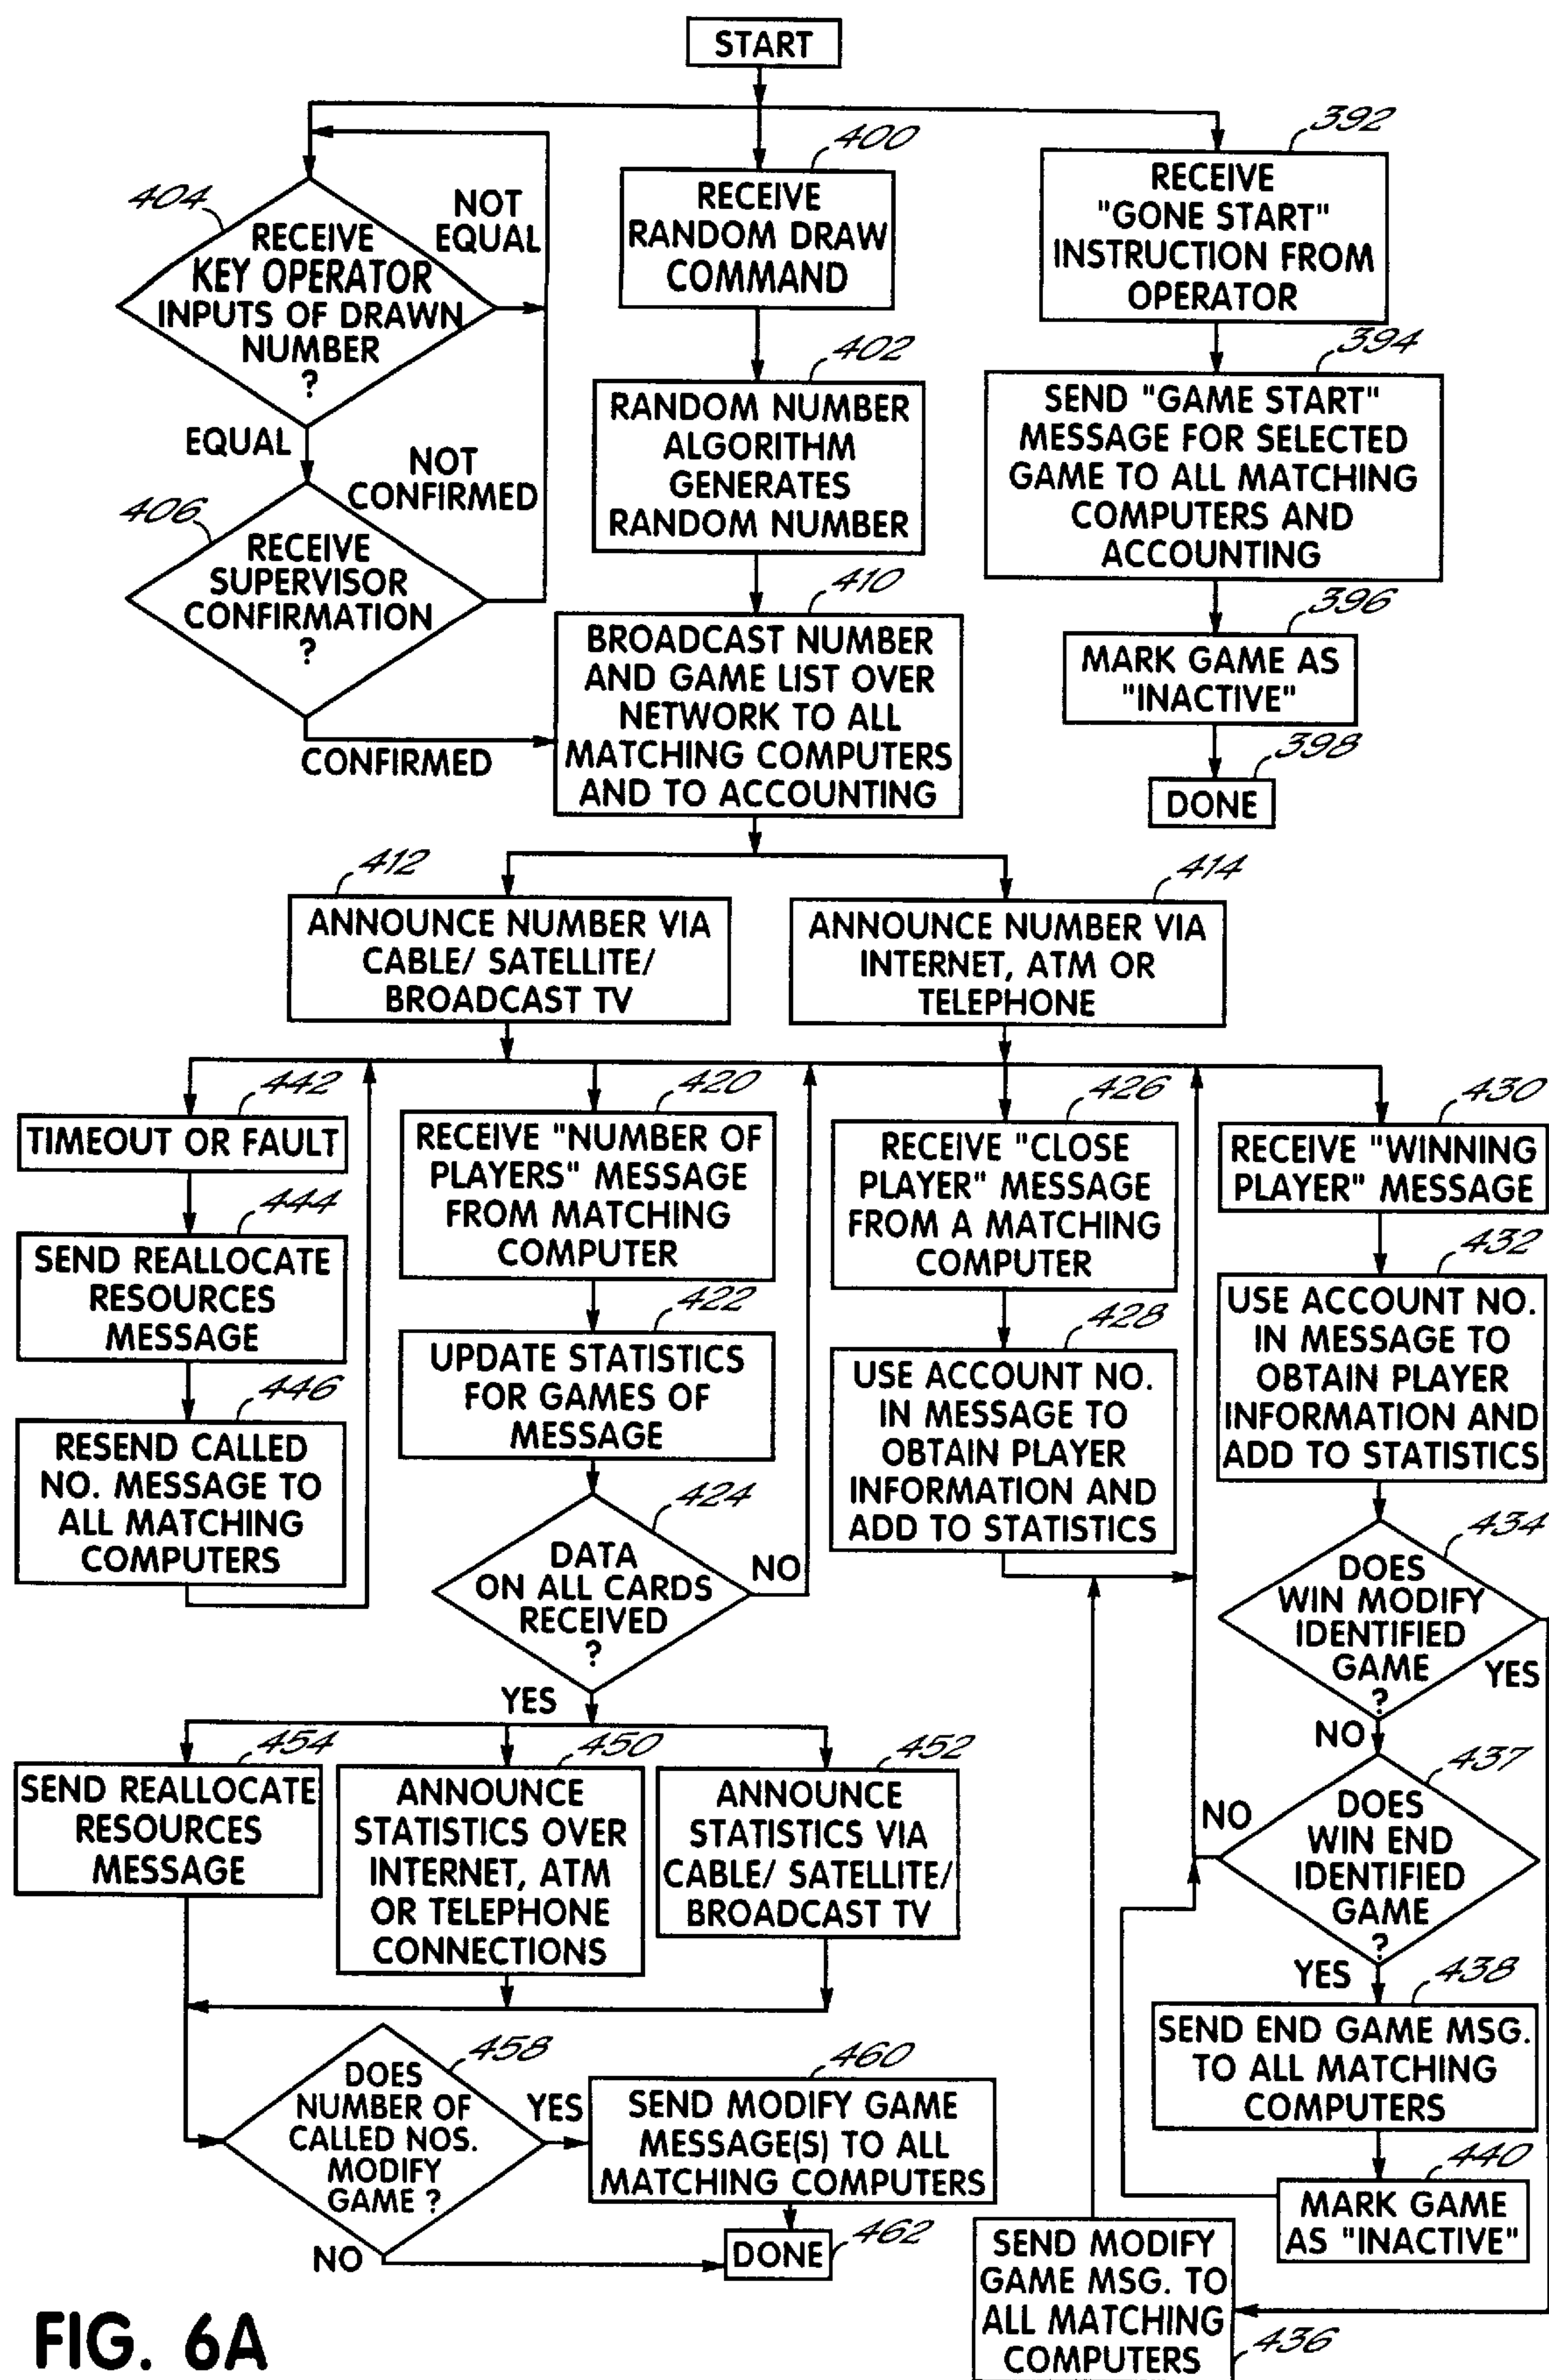 START
404
RECEIVE
KEY OPERATOR
INPUTS OF DRAWN
NUMBER
?
NOT
EQUAL
EQUAL
406
RECEIVE
SUPERVISOR
CONFIRMATION
?
NOT
CONFIRMED
CONFIRMED
400
RECEIVE
RANDOM DRAW
COMMAND
402
RANDOM NUMBER
ALGORITHM
GENERATES
RANDOM NUMBER
410
BROADCAST NUMBER
AND GAME LIST OVER
NETWORK TO ALL
MATCHING COMPUTERS
AND TO ACCOUNTING
392
RECEIVE
"GONE START"
INSTRUCTION FROM
OPERATOR
394
SEND "GAME START"
MESSAGE FOR SELECTED
GAME TO ALL MATCHING
COMPUTERS AND
ACCOUNTING
396
MARK GAME AS
"INACTIVE"
398
DONE
412
ANNOUNCE NUMBER VIA
CABLE/ SATELLITE/
BROADCAST TV
414
ANNOUNCE NUMBER VIA
INTERNET, ATM OR
TELEPHONE
442
TIMEOUT OR FAULT
444
SEND REALLOCATE
RESOURCES
MESSAGE
446
RESEND CALLED
NO. MESSAGE TO
ALL MATCHING
COMPUTERS
420
RECEIVE "NUMBER OF
PLAYERS" MESSAGE
FROM MATCHING
COMPUTER
422
UPDATE STATISTICS
FOR GAMES OF
MESSAGE
424
DATA
ON ALL CARDS
RECEIVED
?
NO
YES
426
RECEIVE "CLOSE
PLAYER" MESSAGE
FROM A MATCHING
COMPUTER
428
USE ACCOUNT NO.
IN MESSAGE TO
OBTAIN PLAYER
INFORMATION AND
ADD TO STATISTICS
430
RECEIVE "WINNING
PLAYER" MESSAGE
432
USE ACCOUNT NO.
IN MESSAGE TO
OBTAIN PLAYER
INFORMATION AND
ADD TO STATISTICS
434
DOES
WIN MODIFY
IDENTIFIED
GAME
?
YES
NO
437
DOES
WIN END
IDENTIFIED
GAME
?
NO
YES
438
SEND END GAME MSG.
TO ALL MATCHING
COMPUTERS
440
MARK GAME
AS "INACTIVE"
454
SEND REALLOCATE
RESOURCES
MESSAGE
450
ANNOUNCE
STATISTICS OVER
INTERNET, ATM
OR TELEPHONE
CONNECTIONS
452
ANNOUNCE
STATISTICS VIA
CABLE/ SATELLITE/
BROADCAST TV
458
DOES
NUMBER OF
CALLED NOS.
MODIFY
GAME ?
YES
NO
460
SEND MODIFY GAME
MESSAGE(S) TO ALL
MATCHING COMPUTERS
DONE
462
SEND MODIFY
GAME MSG. TO
ALL MATCHING
COMPUTERS
436
FIG. 6A